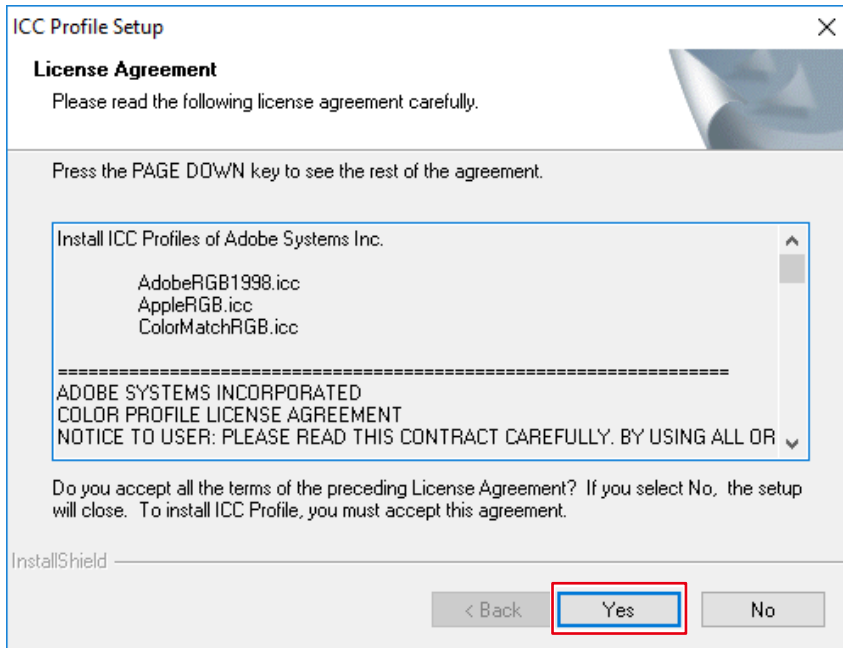 ICC Profile Setup
License Agreement
Please read the following license agreement carefully.
Press the PAGE DOWN key to see the rest of the agreement.
Install ICC Profiles of Adobe Systems Inc.
AdobeRGB1998.icc
AppleRGB.icc
ColorMatchRGB.icc
==================================================================
ADOBE SYSTEMS INCORPORATED
COLOR PROFILE LICENSE AGREEMENT
NOTICE TO USER: PLEASE READ THIS CONTRACT CAREFULLY. BY USING ALL OR
Do you accept all the terms of the preceding License Agreement? If you select No, the setup
will close. To install ICC Profile, you must accept this agreement.
InstallShield
< Back
Yes
No